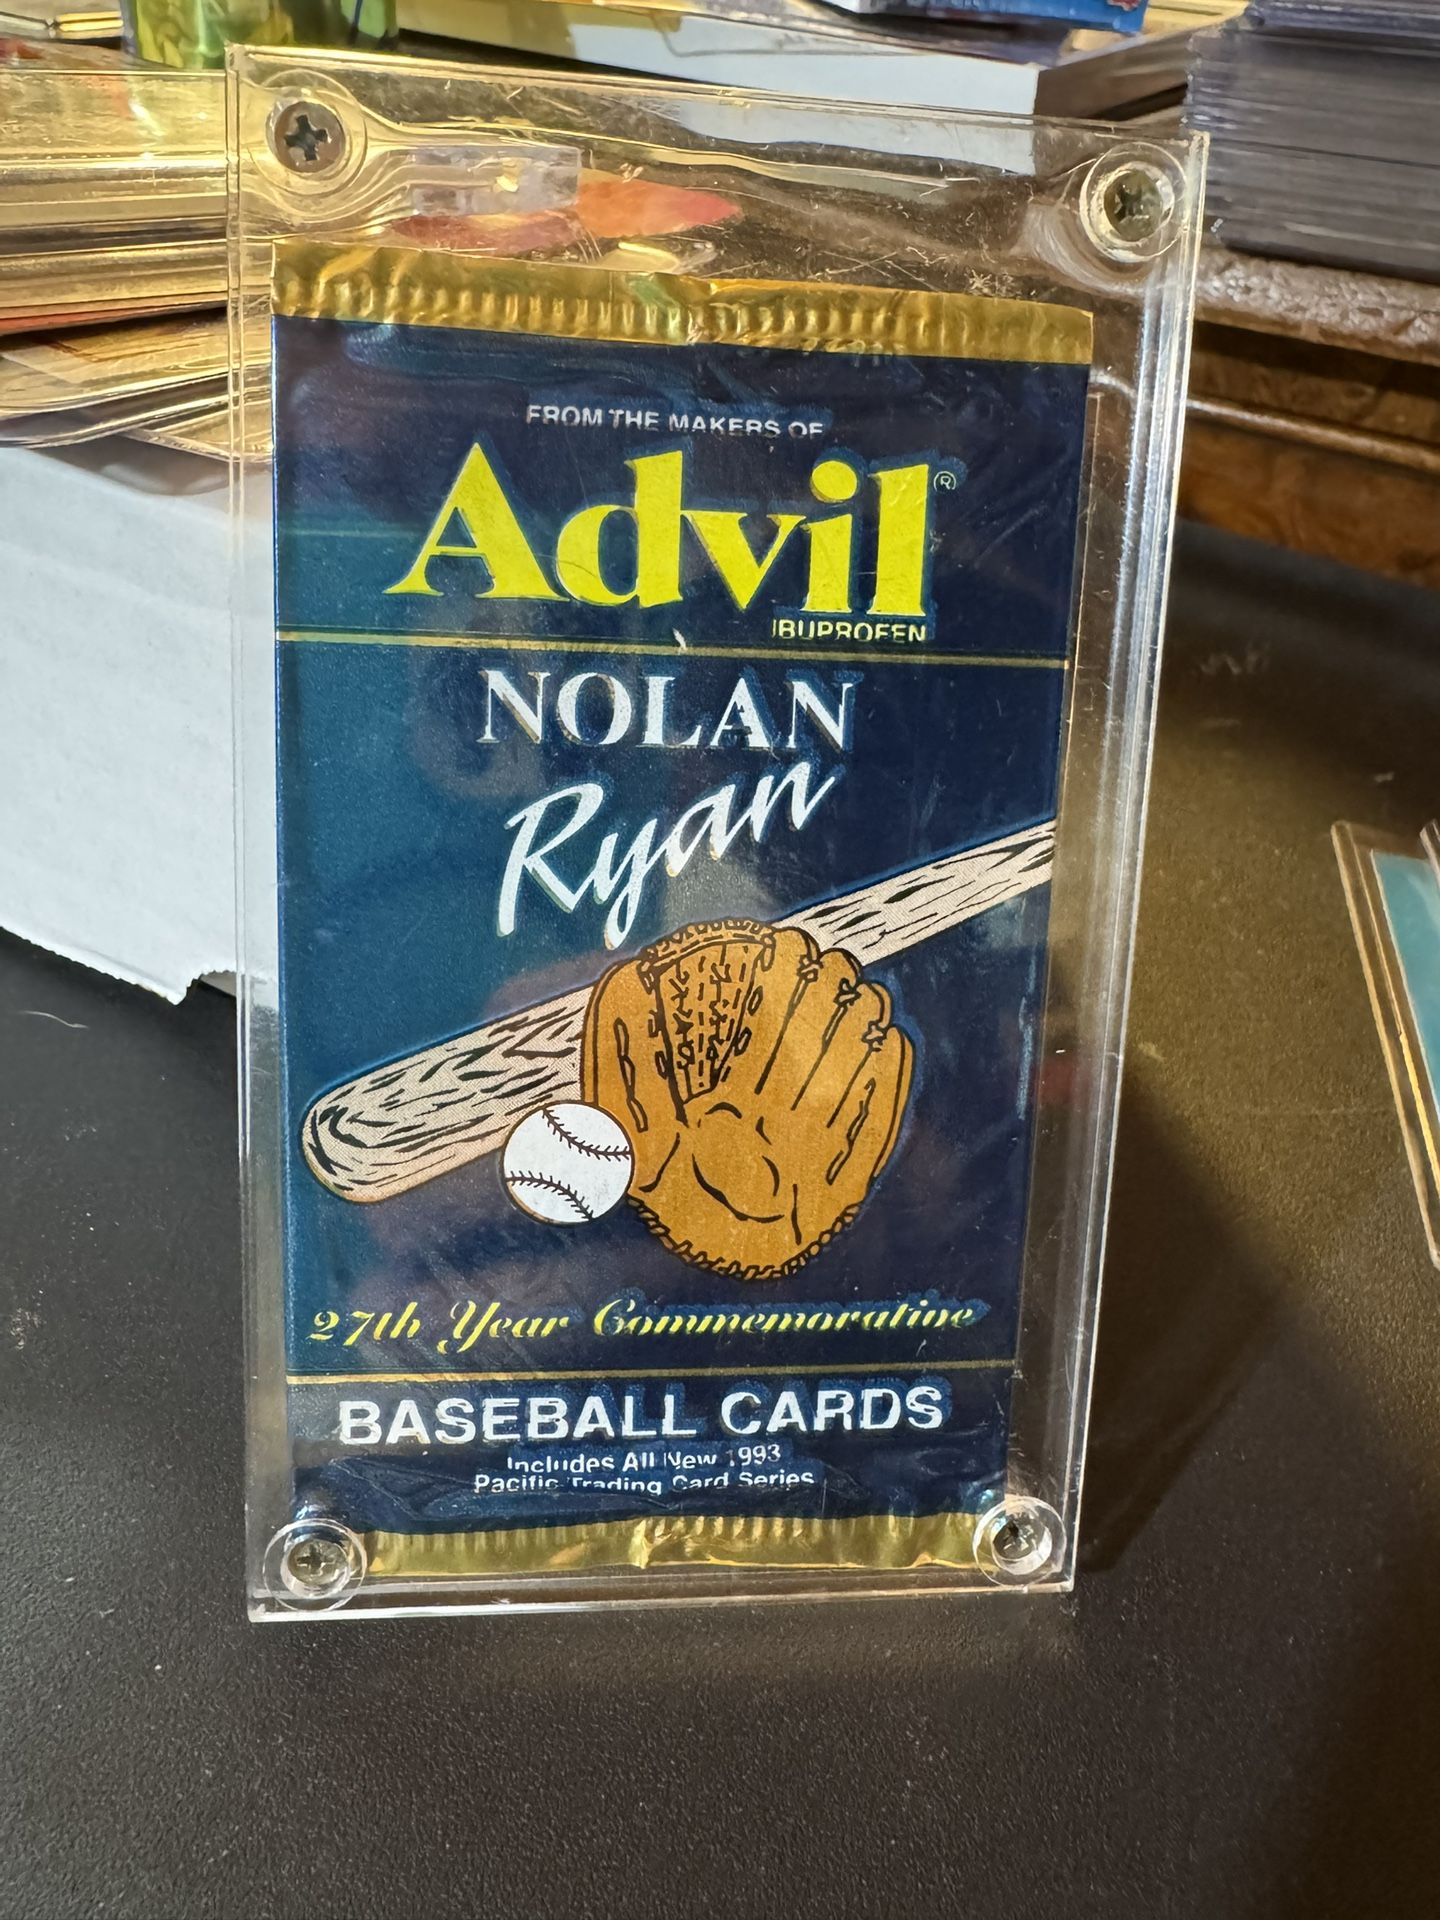 FROM THE MAKERS OF
Advil®
IBUPROFEN
NOLAN
Ryan
27th Year Commemorative
BASEBALL CARDS
Includes All New 1993
Pacific Trading Card Series